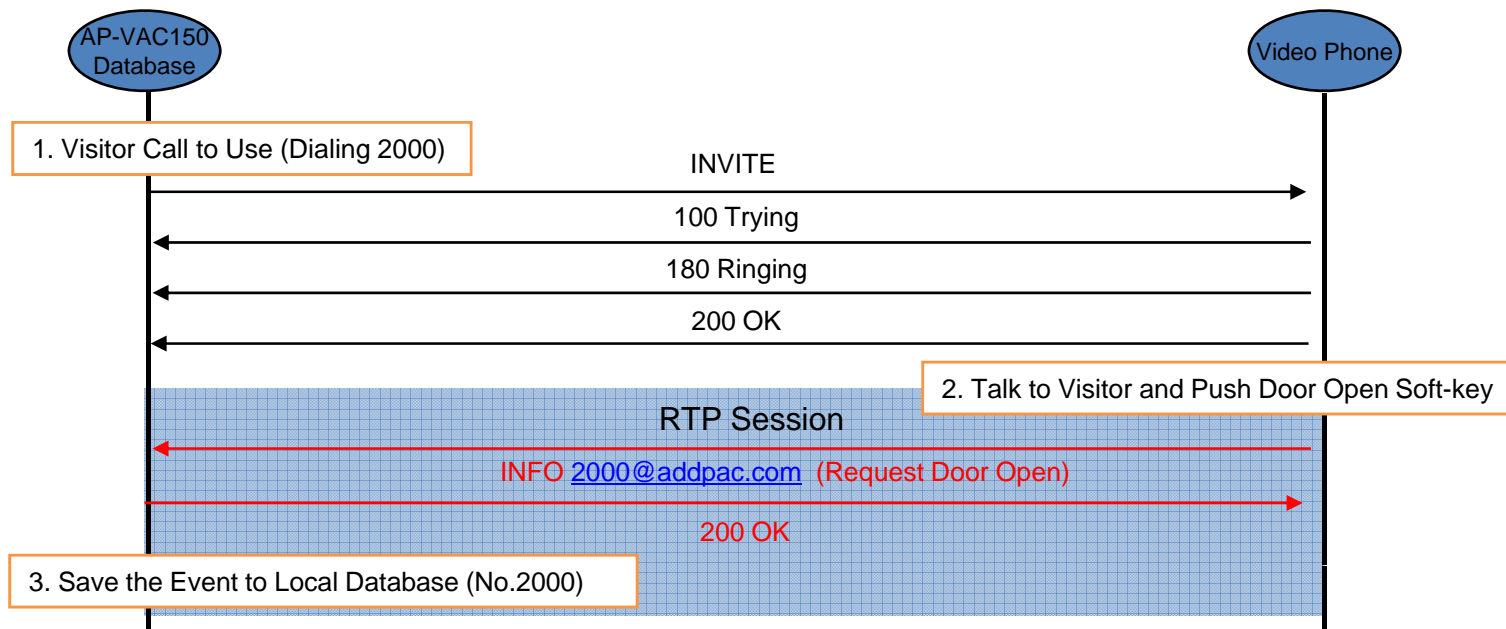 AP-VAC150
Database
Video Phone
1. Visitor Call to Use (Dialing 2000)
INVITE
100 Trying
180 Ringing
200 OK
2. Talk to Visitor and Push Door Open Soft-key
RTP Session
INFO 2000@addpac.com (Request Door Open)
200 OK
3. Save the Event to Local Database (No.2000)